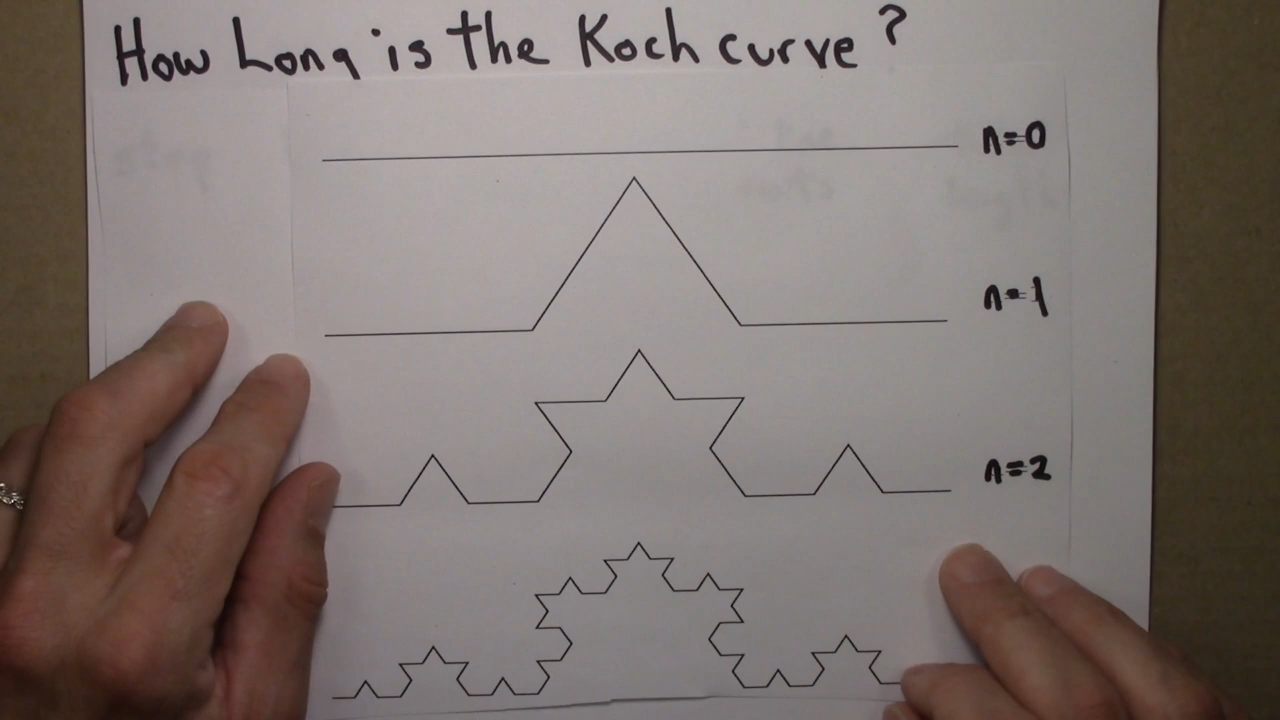 How Long is the Koch curve?
n=0
n=1
n=2